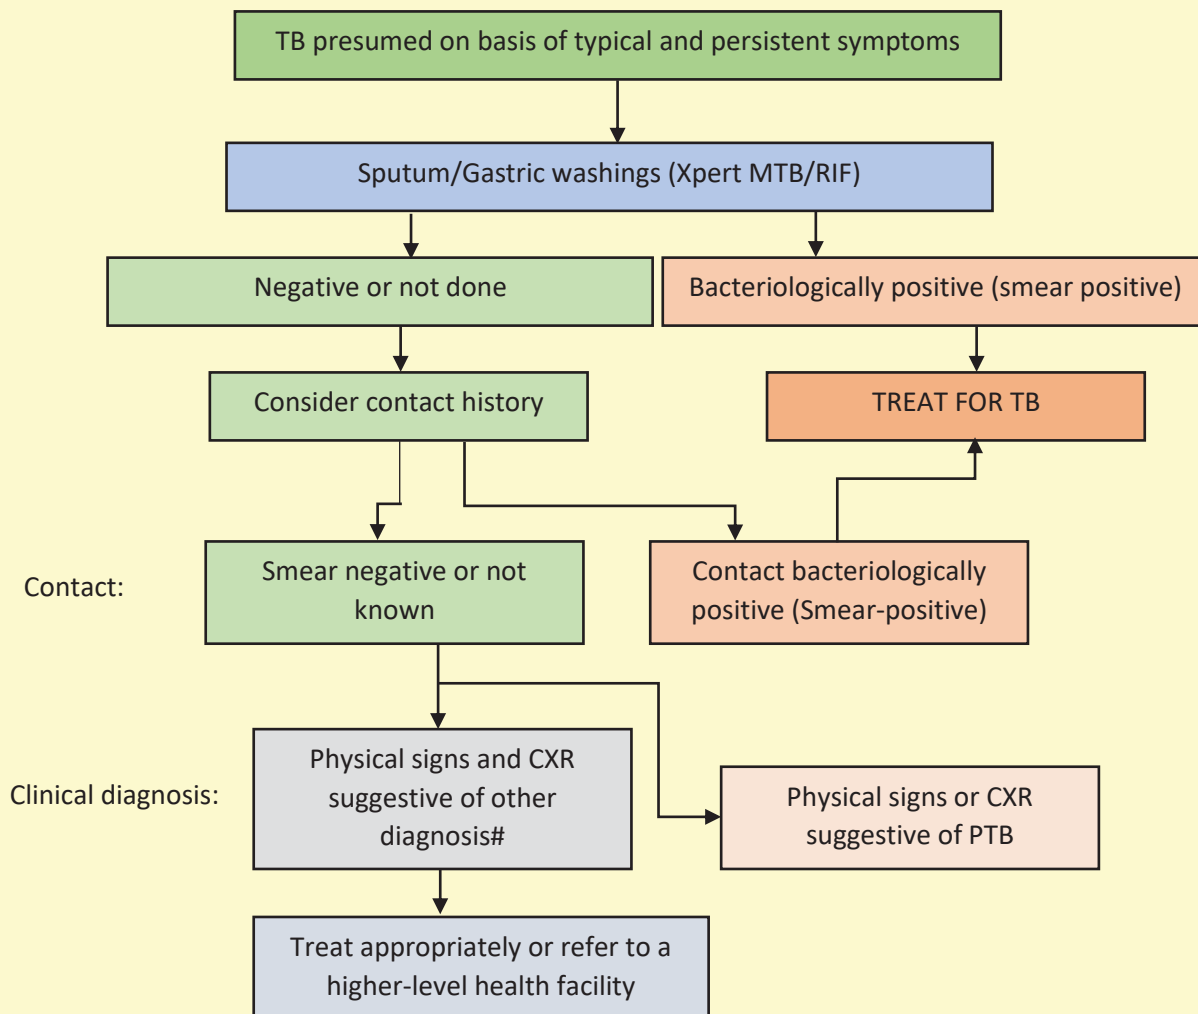 TB presumed on basis of typical and persistent symptoms
Sputum/Gastric washings (Xpert MTB/RIF)
Negative or not done
Bacteriologically positive (smear positive)
Consider contact history
TREAT FOR TB
Contact:
Smear negative or not
known
Contact bacteriologically
positive (Smear-positive)
Clinical diagnosis:
Physical signs and CXR
suggestive of other
diagnosis#
Physical signs or CXR
suggestive of PTB
Treat appropriately or refer to a
higher-level health facility